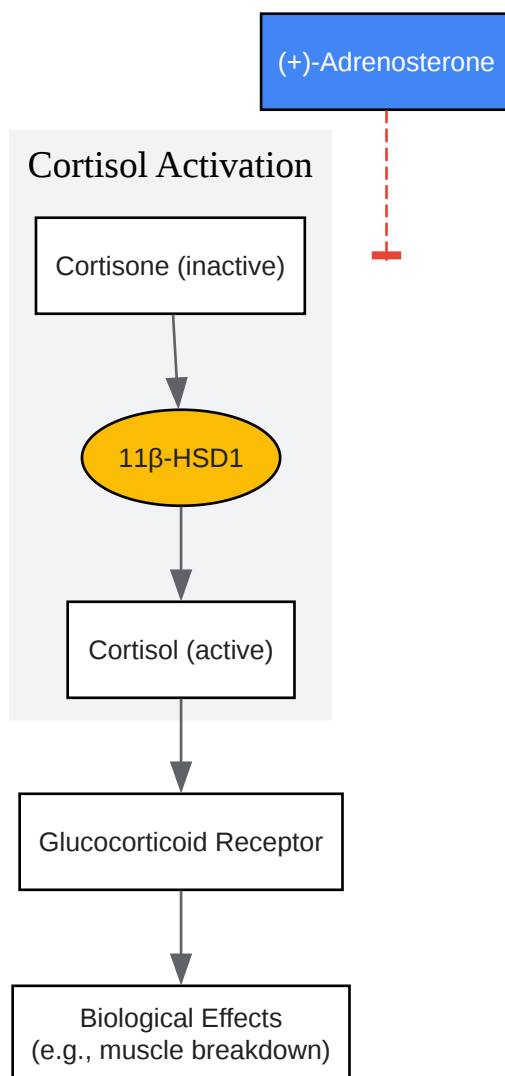 (+)-Adrenosterone
Cortisol Activation
Cortisone (inactive)
11β-HSD1
Cortisol (active)
Glucocorticoid Receptor
Biological Effects
(e.g., muscle breakdown)